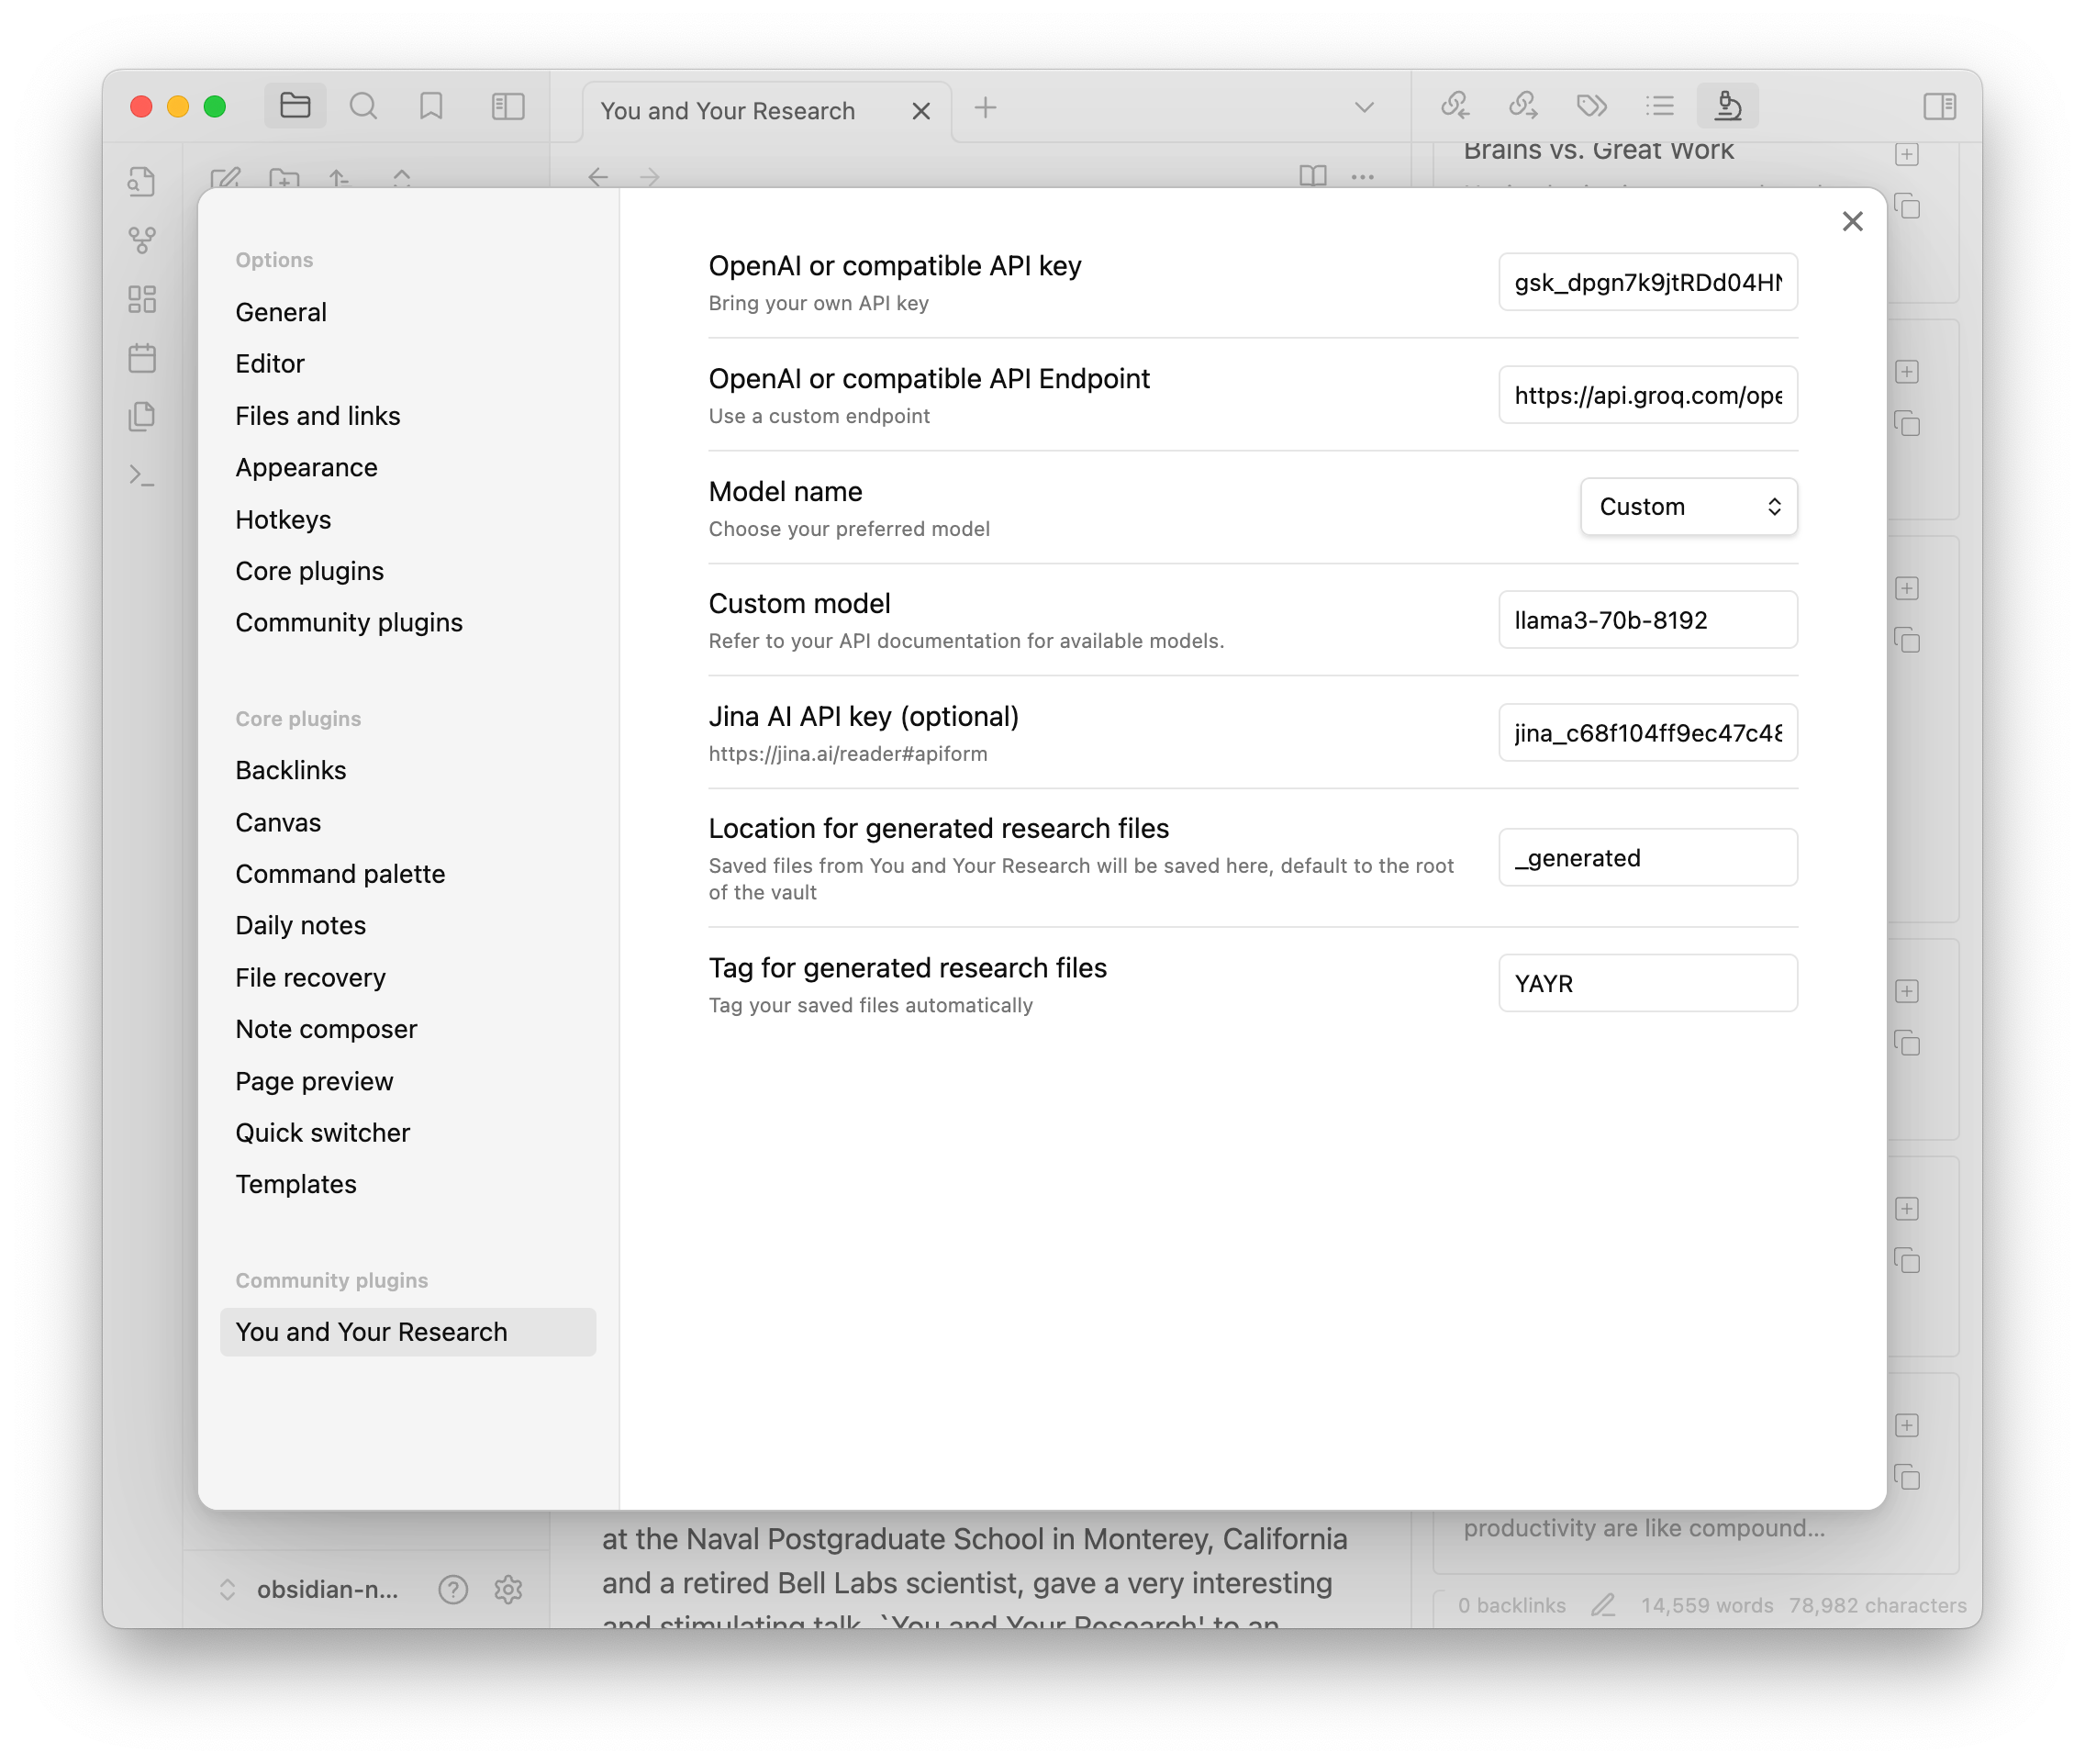 You and Your Research
Brains vs. Great Work
Options
General
Editor
Files and links
Appearance
Hotkeys
Core plugins
Community plugins
Core plugins
Backlinks
Canvas
Command palette
Daily notes
File recovery
Note composer
Page preview
Quick switcher
Templates
Community plugins
You and Your Research
OpenAI or compatible API key
Bring your own API key
gsk_dpgn7k9jtRDd04H
OpenAI or compatible API Endpoint
Use a custom endpoint
https://api.groq.com/ope
Model name
Choose your preferred model
Custom
Custom model
Refer to your API documentation for available models.
llama3-70b-8192
Jina AI API key (optional)
https://jina.ai/reader#apiform
jina_c68f104ff9ec47c48
Location for generated research files
Saved files from You and Your Research will be saved here, default to the root
of the vault
_generated
Tag for generated research files
Tag your saved files automatically
YAYR
at the Naval Postgraduate School in Monterey, California
and a retired Bell Labs scientist, gave a very interesting
and stimulating talk, `You and Your Research' to an
productivity are like compound...
obsidian-n...
0 backlinks
14,559 words
78,982 characters